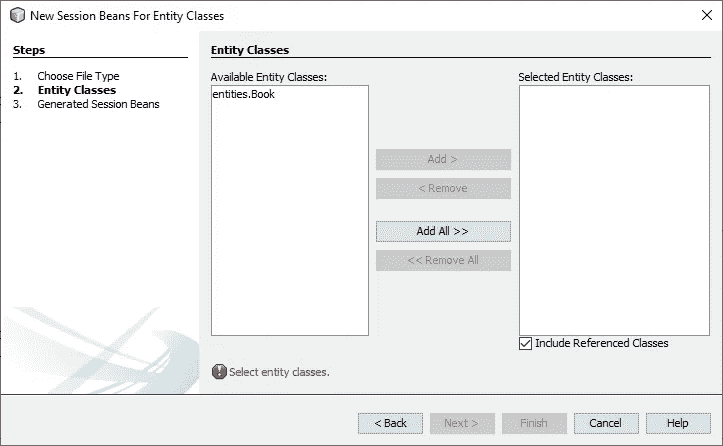 New Session Beans For Entity Classes
Steps
1. Choose File Type
2. Entity Classes
3. Generated Session Beans
Entity Classes
Available Entity Classes:
entities.Book
Add >
< Remove
Add All >>
<< Remove All
Selected Entity Classes:
Include Referenced Classes
Select entity classes.
< Back
Next >
Finish
Cancel
Help